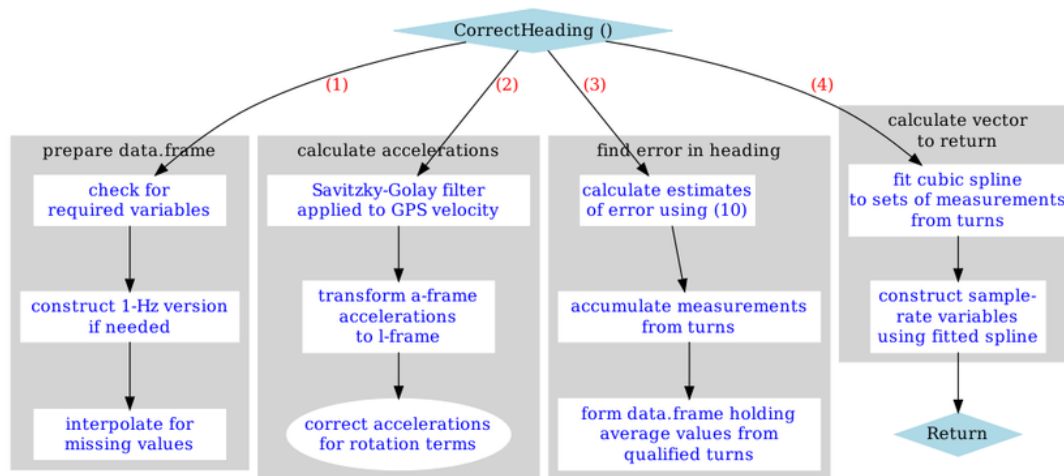 CorrectHeading ()
(1)
(2)
(3)
(4)
prepare data.frame
check for
required variables
construct 1-Hz version
if needed
interpolate for
missing values
calculate accelerations
Savitzky-Golay filter
applied to GPS velocity
transform a-frame
accelerations
to l-frame
correct accelerations
for rotation terms
find error in heading
calculate estimates
of error using (10)
accumulate measurements
from turns
form data.frame holding
average values from
qualified turns
calculate vector
to return
fit cubic spline
to sets of measurements
from turns
construct sample-
rate variables
using fitted spline
Return